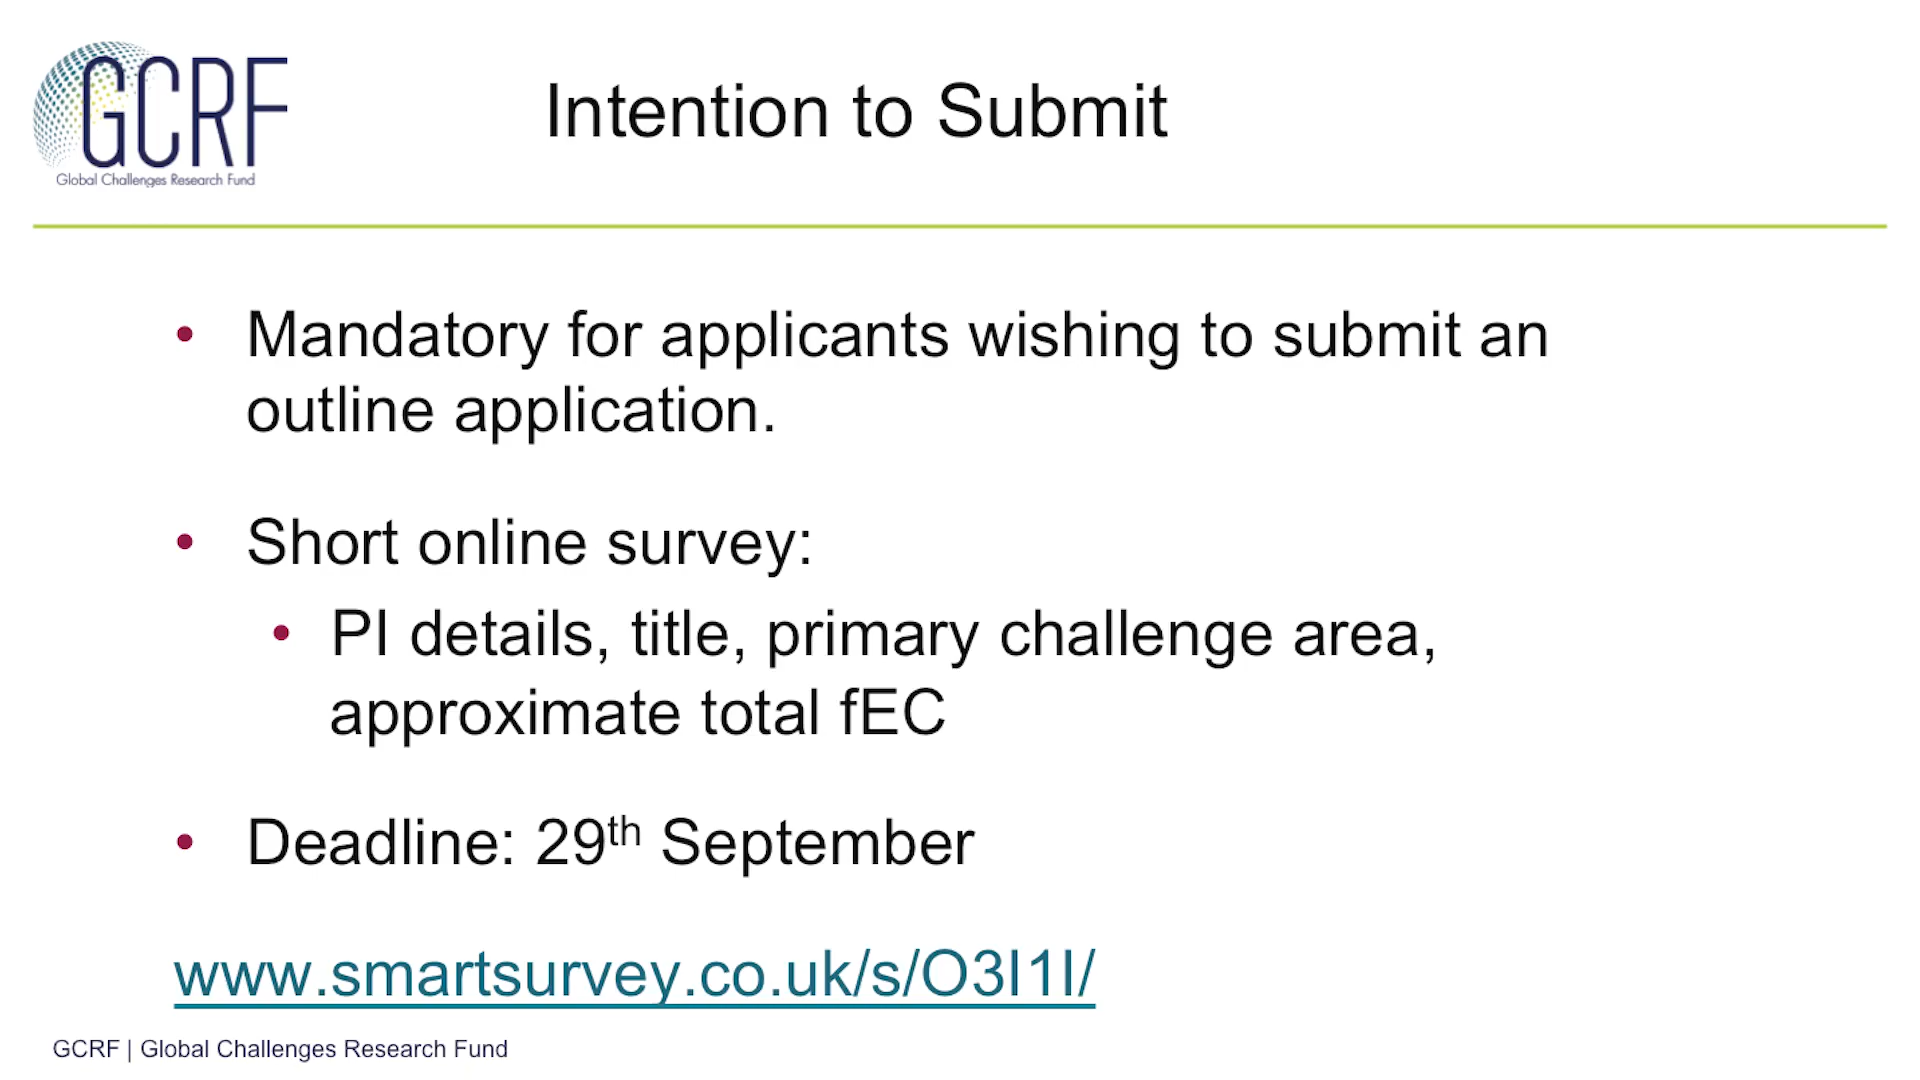 GCRF
Global Challenges Research Fund
Intention to Submit
• Mandatory for applicants wishing to submit an
outline application.
• Short online survey:
• PI details, title, primary challenge area,
approximate total fEC
• Deadline: 29th September
www.smartsurvey.co.uk/s/O3I1I/
GCRF | Global Challenges Research Fund